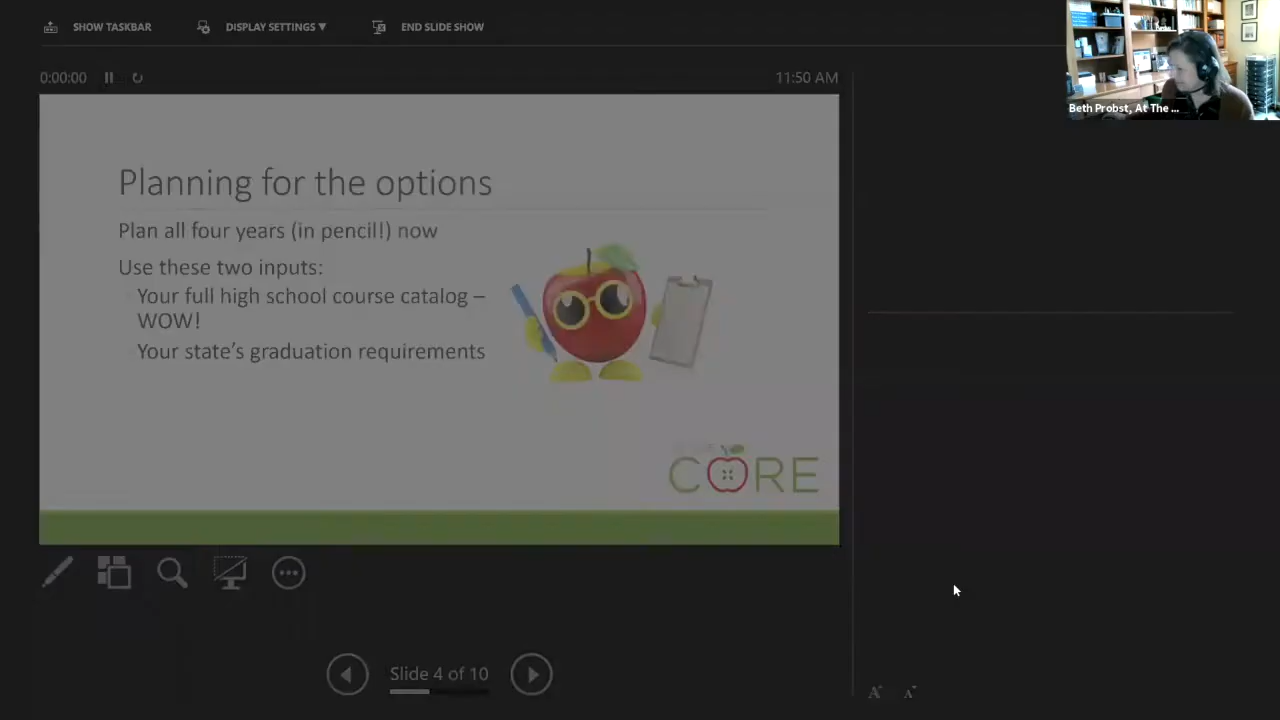 SHOW TASKBAR
DISPLAY SETTINGS ▼
END SLIDE SHOW
0:00:00
11:50 AM
Beth Probst, At The ...
Planning for the options
Plan all four years (in pencil!) now
Use these two inputs:
Your full high school course catalog –
WOW!
Your state's graduation requirements
CORE
Slide 4 of 10
A
A